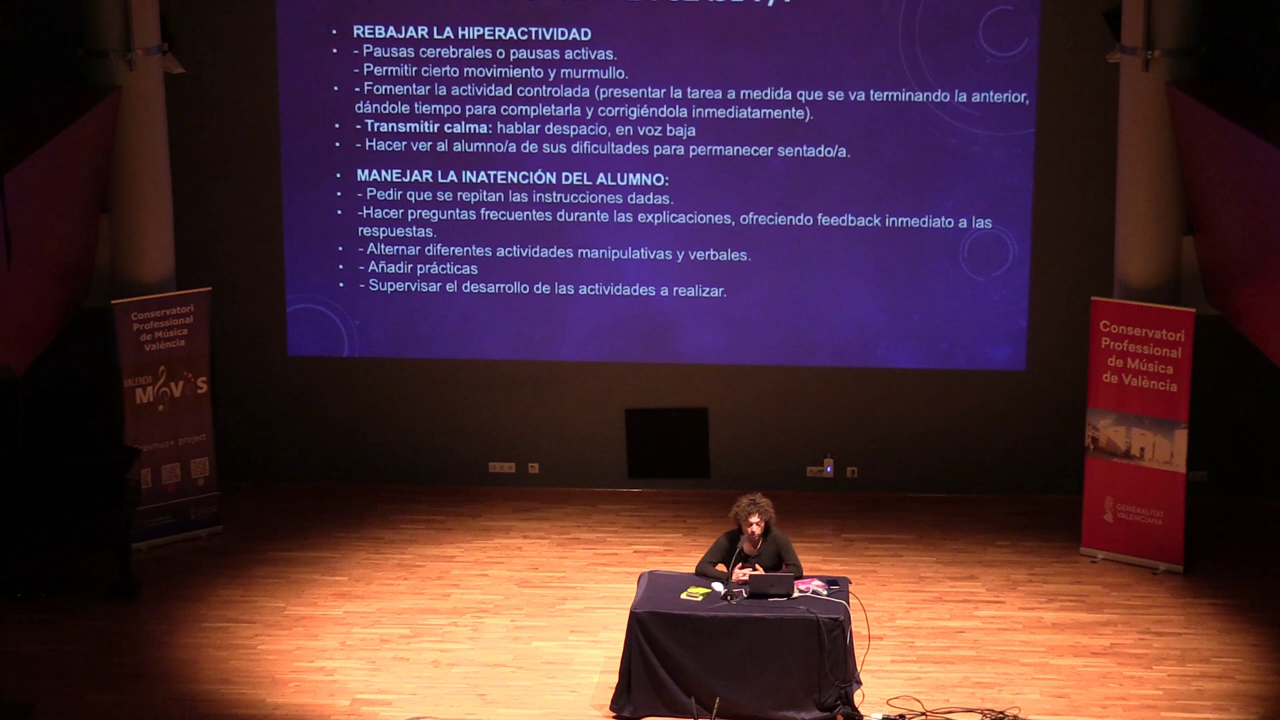 • REBAJAR LA HIPERACTIVIDAD
• - Pausas cerebrales o pausas activas.
- Permitir cierto movimiento y murmullo.
• - Fomentar la actividad controlada (presentar la tarea a medida que se va terminando la anterior,
dándole tiempo para completarla y corrigiéndola inmediatamente).
• - Transmitir calma: hablar despacio, en voz baja
• - Hacer ver al alumno/a de sus dificultades para permanecer sentado/a.
• MANEJAR LA INATENCIÓN DEL ALUMNO:
• - Pedir que se repitan las instrucciones dadas.
• -Hacer preguntas frecuentes durante las explicaciones, ofreciendo feedback inmediato a las
respuestas.
• - Alternar diferentes actividades manipulativas y verbales.
• - Añadir prácticas
• - Supervisar el desarrollo de las actividades a realizar.
Conservatori
Professional
de Música
València
VALENCIA
MOVES
Erasmus+ project
Conservatori
Professional
de Música
de València
GENERALITAT
VALENCIANA